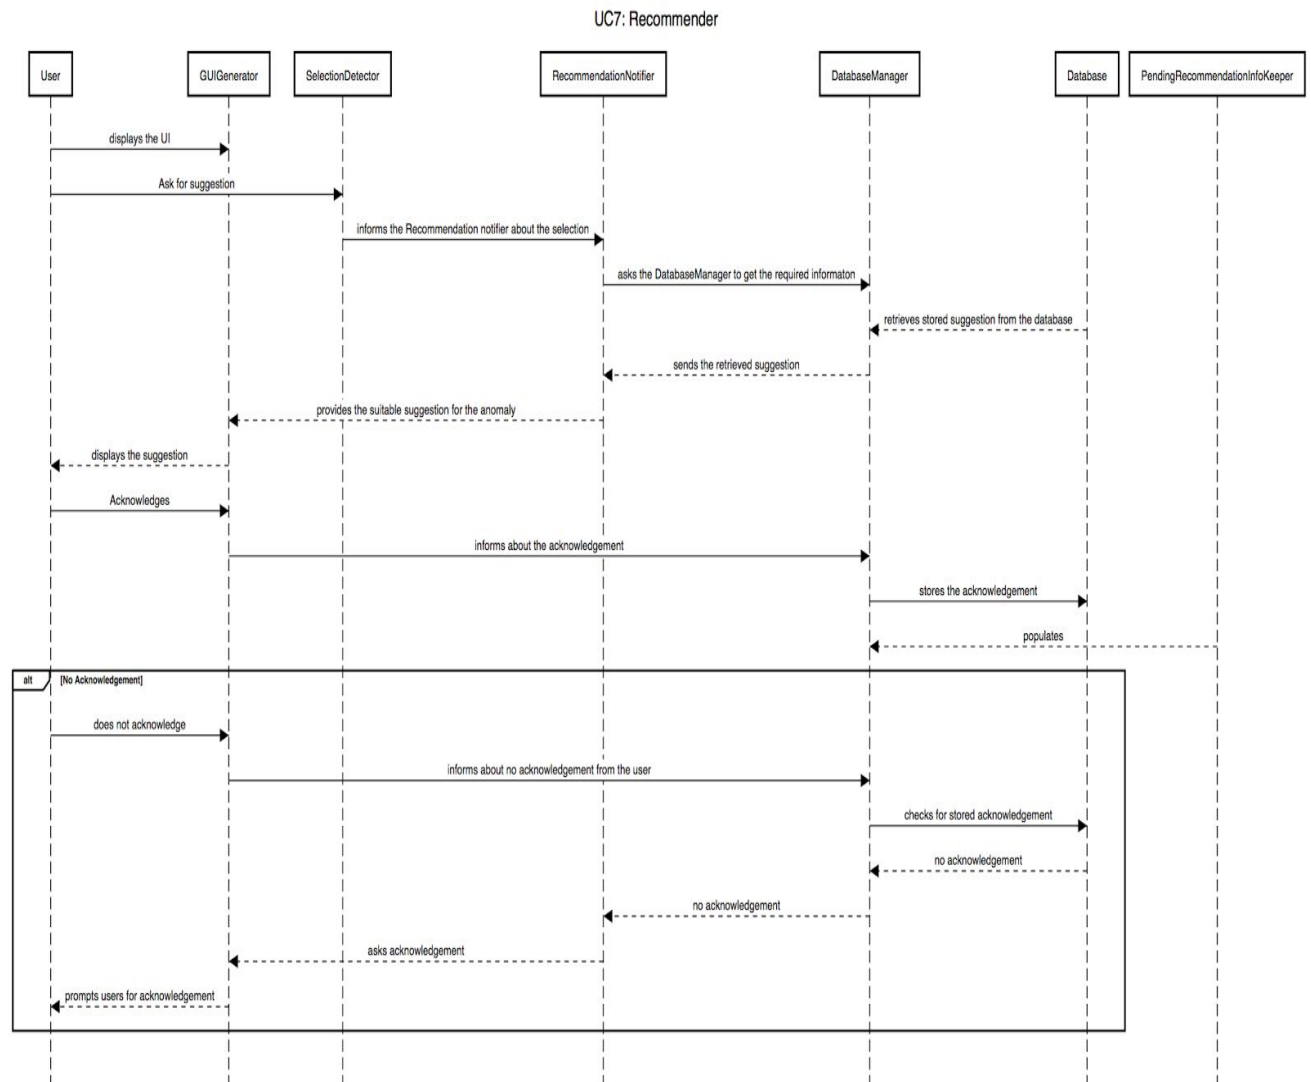 UC7: Recommender
User
GUIGenerator
SelectionDetector
RecommendationNotifier
DatabaseManager
Database
PendingRecommendationInfoKeeper
displays the UI
Ask for suggestion
informs the Recommendation notifier about the selection
asks the DatabaseManager to get the required informaton
retrieves stored suggestion from the database
sends the retrieved suggestion
provides the suitable suggestion for the anomaly
displays the suggestion
Acknowledges
informs about the acknowledgement
stores the acknowledgement
populates
alt
[No Acknowledgement]
does not acknowledge
informs about no acknowledgement from the user
checks for stored acknowledgement
no acknowledgement
no acknowledgement
asks acknowledgement
prompts users for acknowledgement